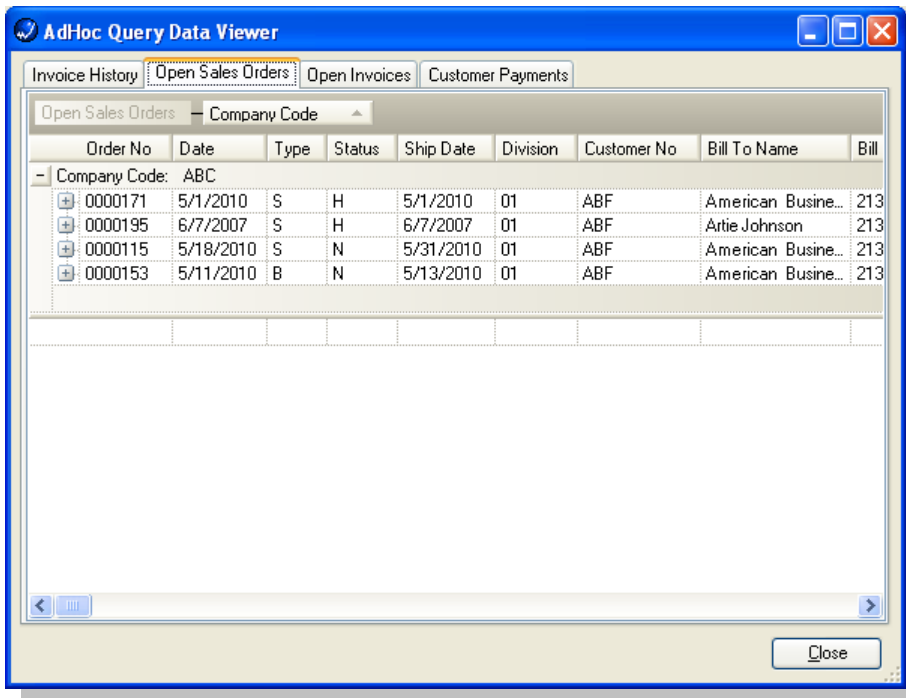 AdHoc Query Data Viewer
Invoice History Open Sales Orders Open Invoices Customer Payments
Open Sales Orders Company Code
Order No Date Type Status Ship Date Division Customer No Bill To Name Bill
Company Code: ABC
0000171 5/1/2010 S H 5/1/2010 01 ABF American Busine... 213
0000195 6/7/2007 S H 6/7/2007 01 ABF Artie Johnson 213
0000115 5/18/2010 S N 5/31/2010 01 ABF American Busine... 213
0000153 5/11/2010 B N 5/13/2010 01 ABF American Busine... 213
Close